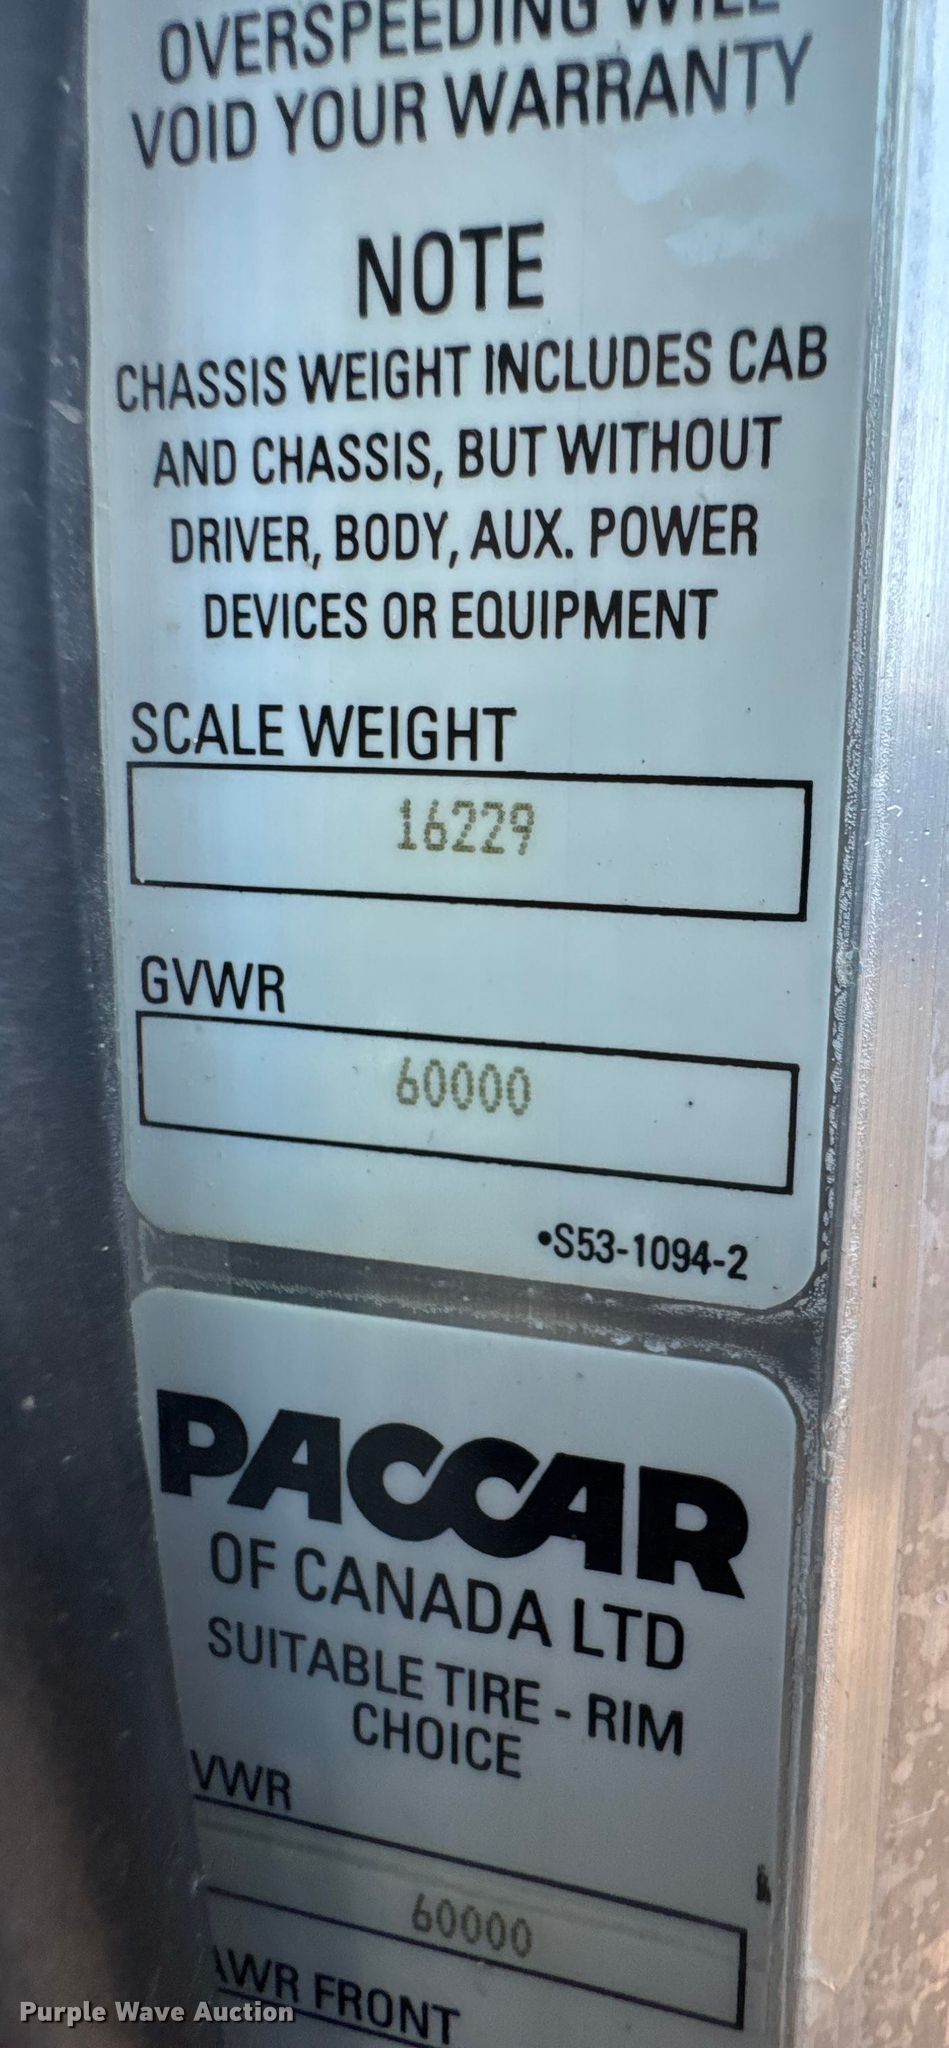 OVERSPEEDING WILL
VOID YOUR WARRANTY
NOTE
CHASSIS WEIGHT INCLUDES CAB
AND CHASSIS, BUT WITHOUT
DRIVER, BODY, AUX. POWER
DEVICES OR EQUIPMENT
SCALE WEIGHT
16229
GVWR
60000
•S53-1094-2
PACCAR
OF CANADA LTD
SUITABLE TIRE - RIM
CHOICE
VWR
60000
AWR FRONT
Purple Wave Auction